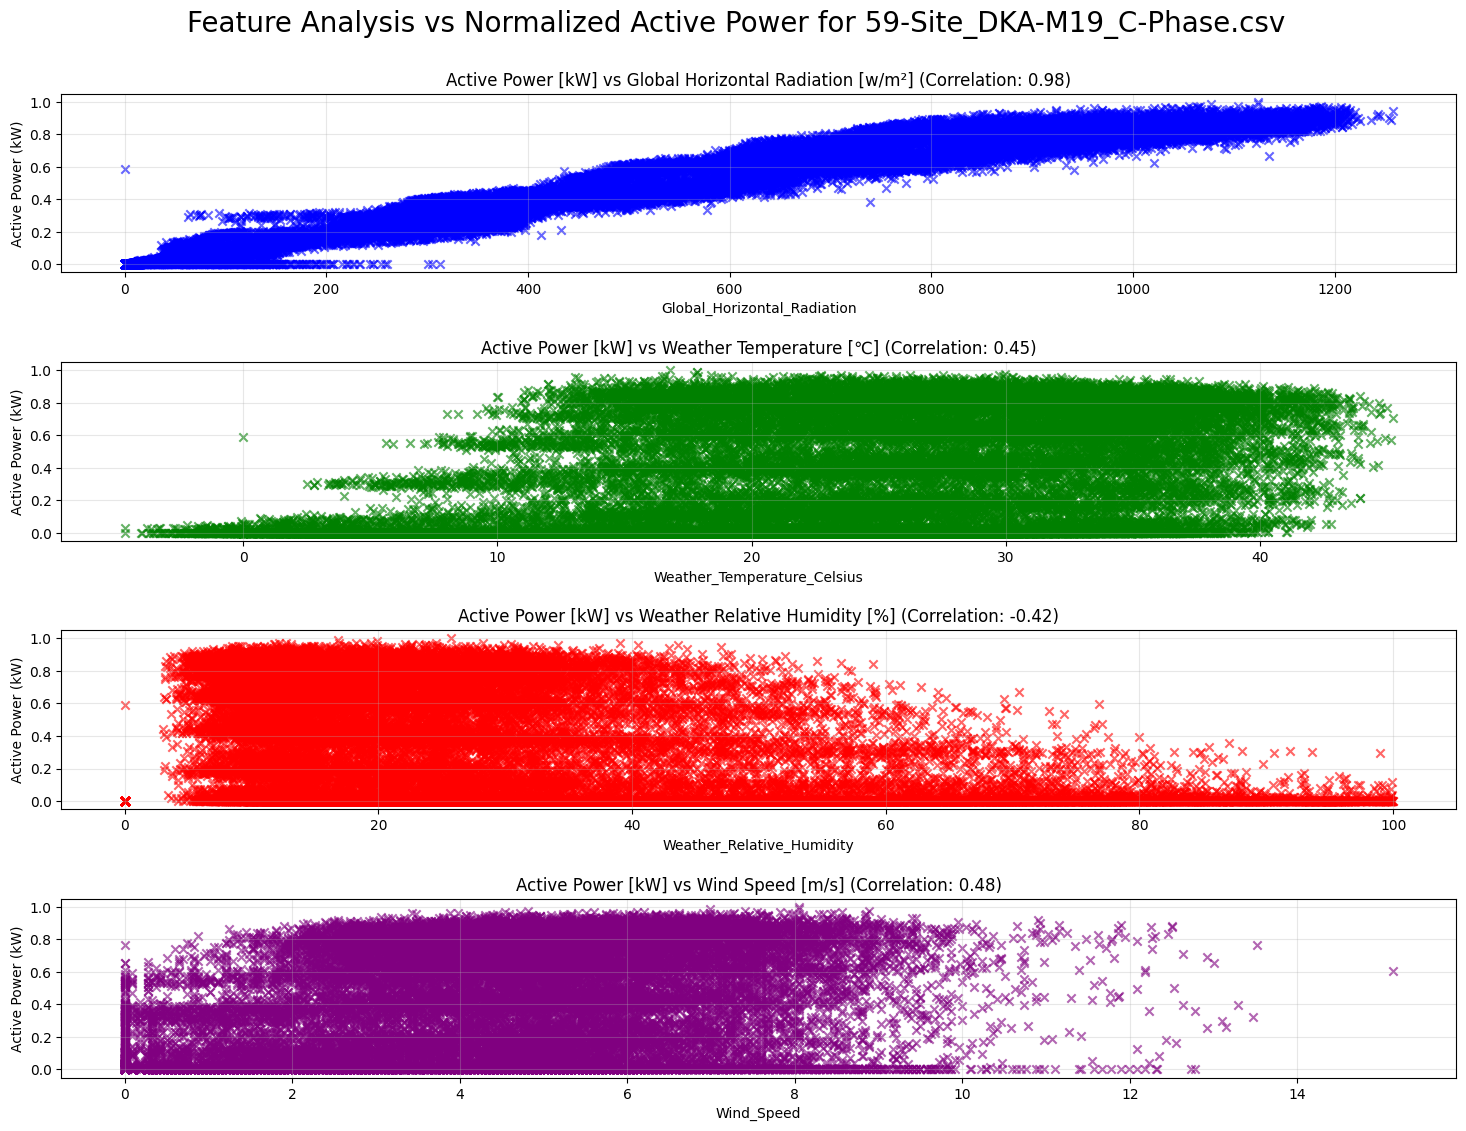 Feature Analysis vs Normalized Active Power for 59-Site_DKA-M19_C-Phase.csv
Active Power [kW] vs Global Horizontal Radiation [w/m²] (Correlation: 0.98)
Active Power (kW)
1.0
0.8
0.6
0.4
0.2
0.0
0 200 400 600 800 1000 1200
Global_Horizontal_Radiation
Active Power [kW] vs Weather Temperature [℃] (Correlation: 0.45)
Active Power (kW)
1.0
0.8
0.6
0.4
0.2
0.0
0 10 20 30 40
Weather_Temperature_Celsius
Active Power [kW] vs Weather Relative Humidity [%] (Correlation: -0.42)
Active Power (kW)
1.0
0.8
0.6
0.4
0.2
0.0
0 20 40 60 80 100
Weather_Relative_Humidity
Active Power [kW] vs Wind Speed [m/s] (Correlation: 0.48)
Active Power (kW)
1.0
0.8
0.6
0.4
0.2
0.0
0 2 4 6 8 10 12 14
Wind_Speed